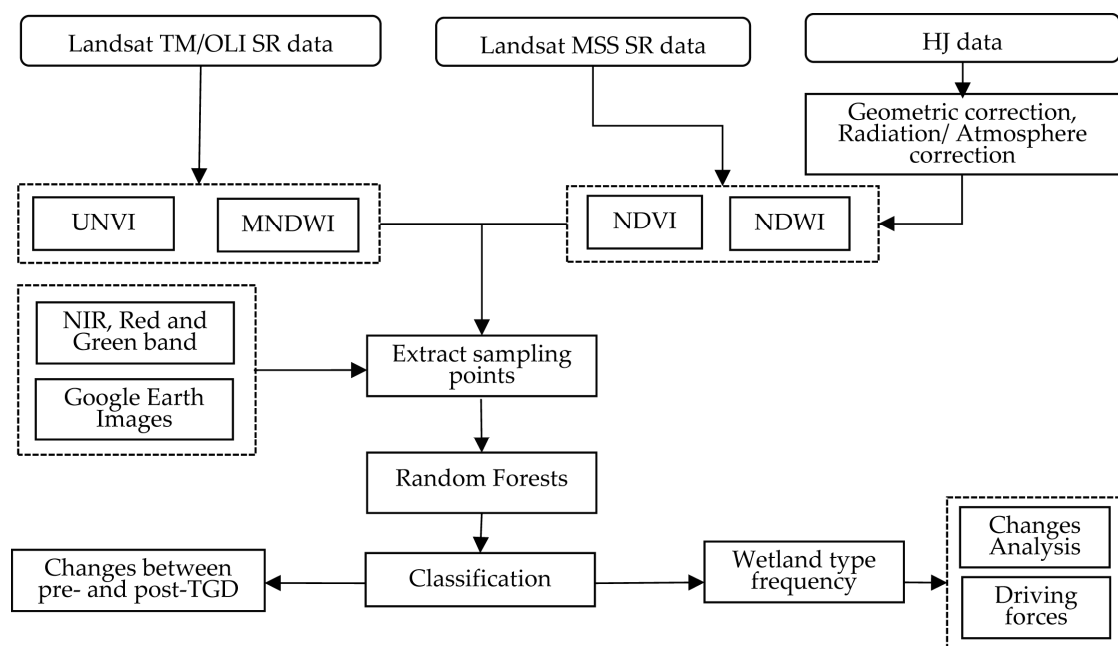 Landsat TM/OLI SR data
Landsat MSS SR data
HJ data
Geometric correction,
Radiation/ Atmosphere
correction
UNVI
MNDWI
NDVI
NDWI
NIR, Red and
Green band
Google Earth
Images
Extract sampling
points
Random Forests
Changes between
pre- and post-TGD
Classification
Wetland type
frequency
Changes
Analysis
Driving
forces